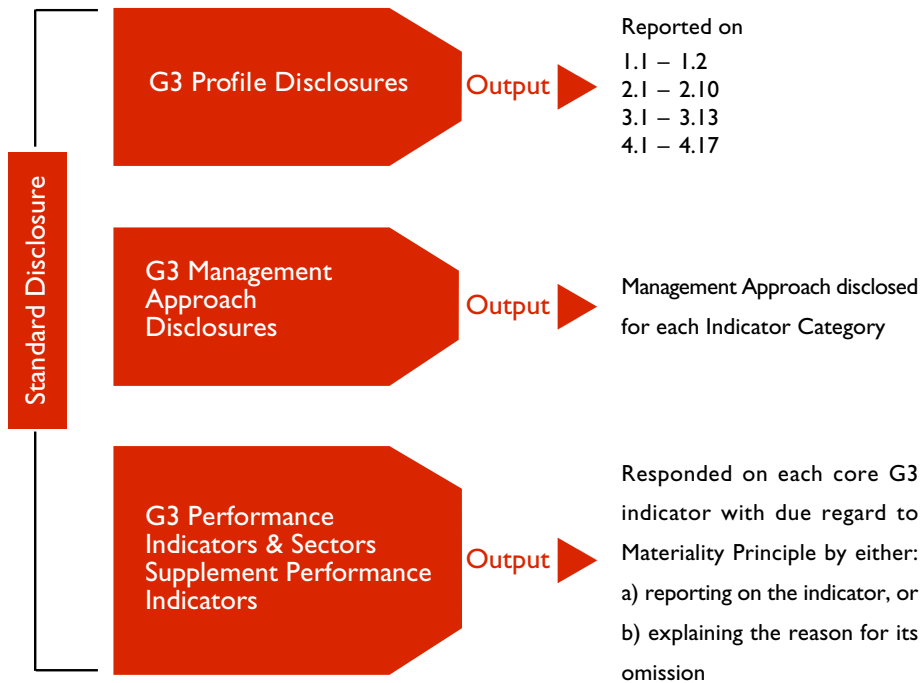 Standard Disclosure
G3 Profile Disclosures
Output
Reported on
1.1 – 1.2
2.1 – 2.10
3.1 – 3.13
4.1 – 4.17
G3 Management
Approach
Disclosures
Output
Management Approach disclosed
for each Indicator Category
G3 Performance
Indicators & Sectors
Supplement Performance
Indicators
Output
Responded on each core G3
indicator with due regard to
Materiality Principle by either:
a) reporting on the indicator, or
b) explaining the reason for its
omission